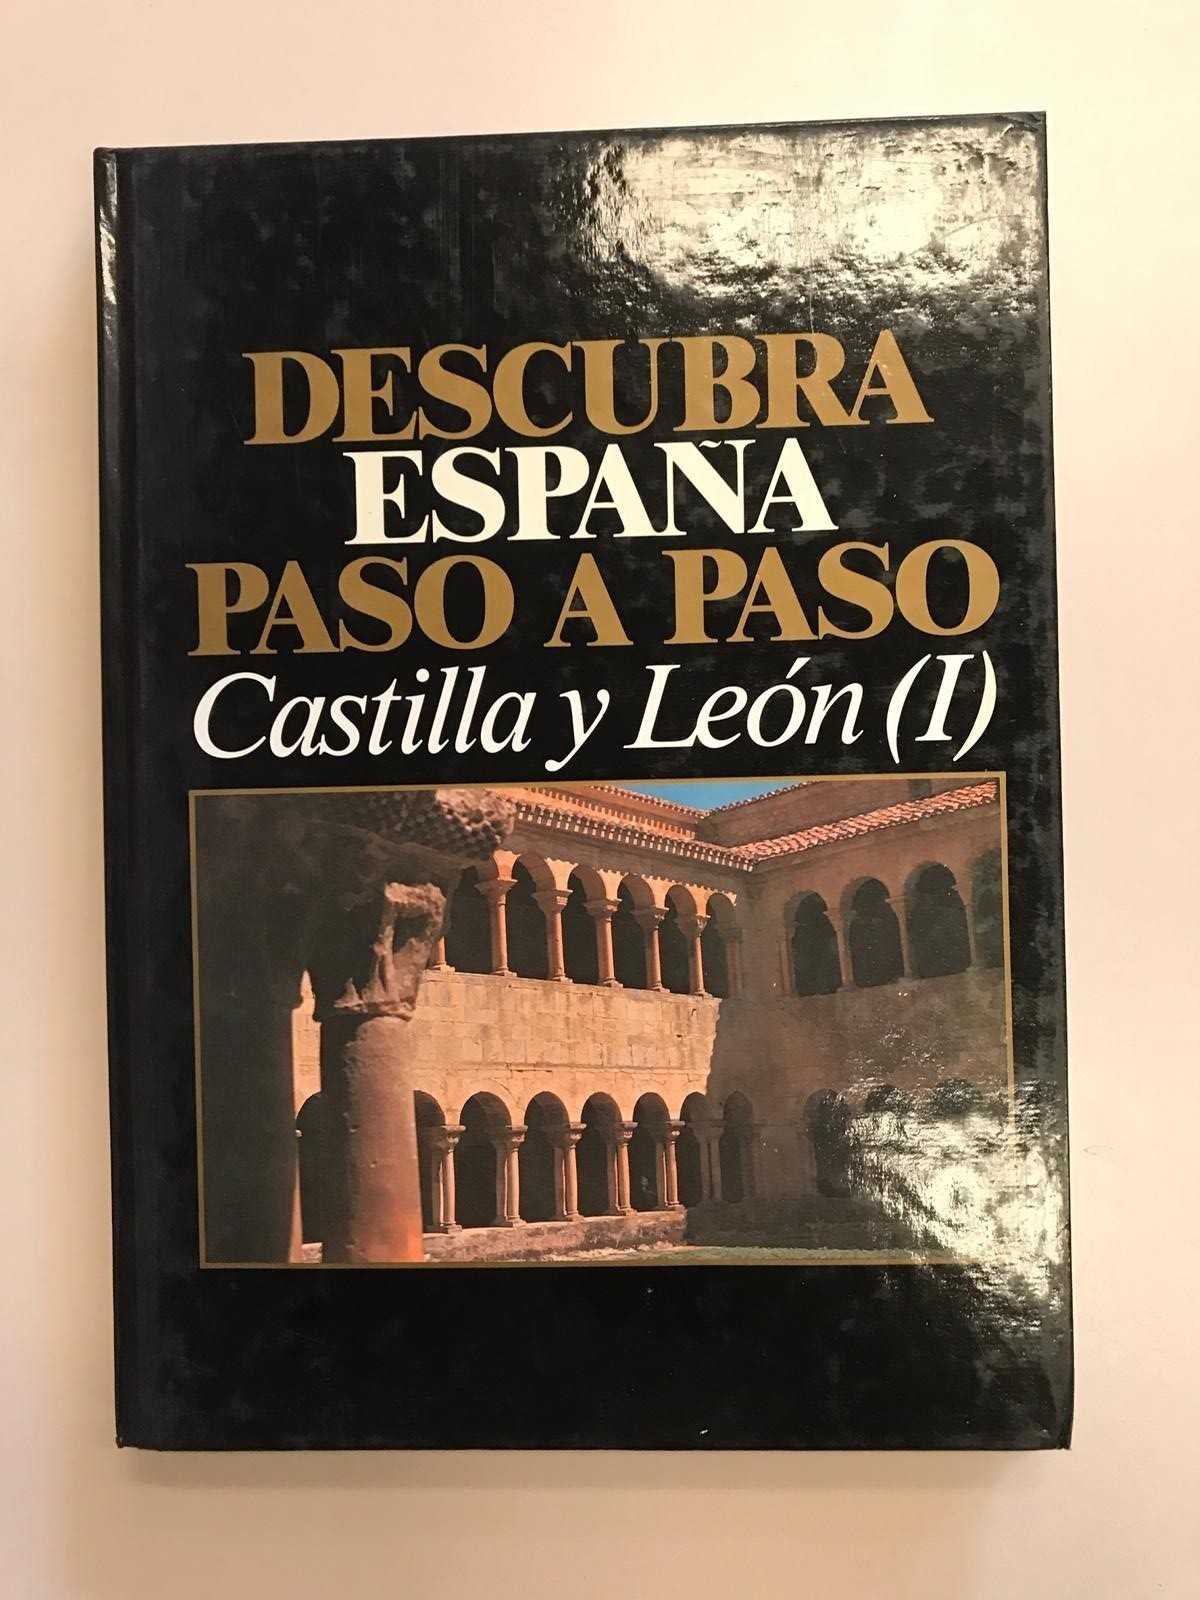 DESCUBRA
ESPAÑA
PASO A PASO
Castilla y León (I)